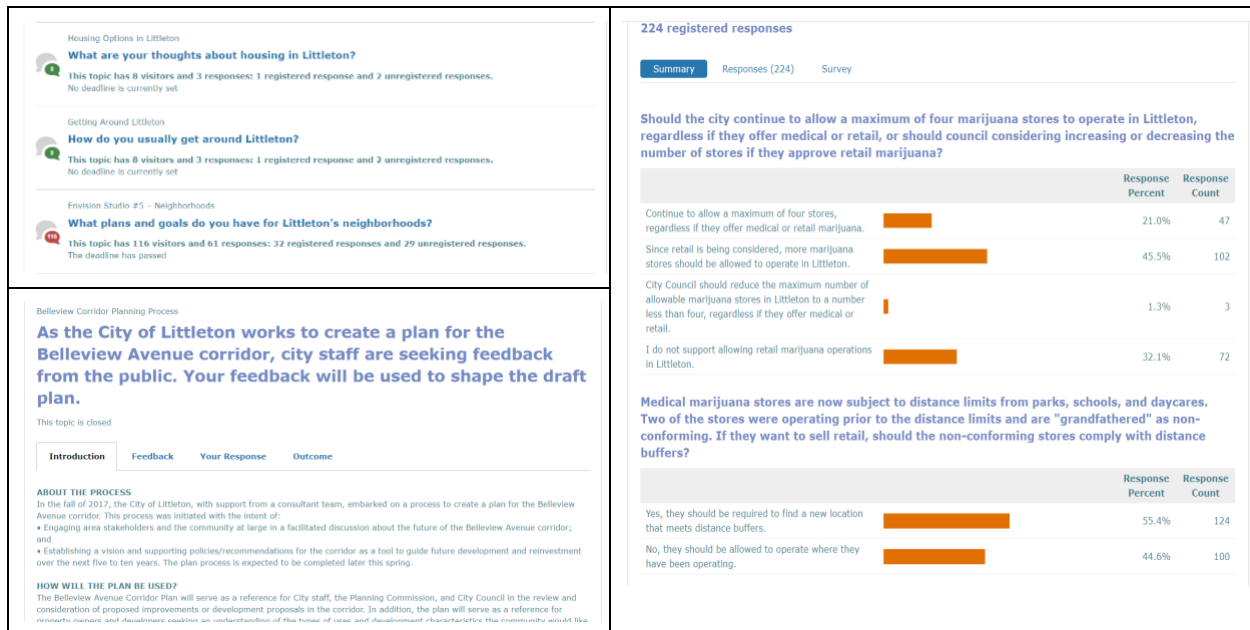 Housing Options in Littleton
What are your thoughts about housing in Littleton?
This topic has 8 visitors and 3 responses: 1 registered response and 2 unregistered responses.
No deadline is currently set
Getting Around Littleton
How do you usually get around Littleton?
This topic has 8 visitors and 3 responses: 1 registered response and 2 unregistered responses.
No deadline is currently set
Envision Studio #5 – Neighborhoods
What plans and goals do you have for Littleton's neighborhoods?
116
This topic has 116 visitors and 61 responses: 32 registered responses and 29 unregistered responses.
The deadline has passed
Belleview Corridor Planning Process
As the City of Littleton works to create a plan for the
Belleview Avenue corridor, city staff are seeking feedback
from the public. Your feedback will be used to shape the draft
plan.
This topic is closed
Introduction Feedback Your Response Outcome
ABOUT THE PROCESS
In the fall of 2017, the City of Littleton, with support from a consultant team, embarked on a process to create a plan for the Belleview
Avenue corridor. This process was initiated with the intent of:
• Engaging area stakeholders and the community at large in a facilitated discussion about the future of the Belleview Avenue corridor;
and
• Establishing a vision and supporting policies/recommendations for the corridor as a tool to guide future development and reinvestment
over the next five to ten years. The plan process is expected to be completed later this spring.
HOW WILL THE PLAN BE USED?
The Belleview Avenue Corridor Plan will serve as a reference for City staff, the Planning Commission, and City Council in the review and
consideration of proposed improvements or development proposals in the corridor. In addition, the plan will serve as a reference for
property owners and developers seeking an understanding of the types of uses and development characteristics the community would like
224 registered responses
Summary Responses (224) Survey
Should the city continue to allow a maximum of four marijuana stores to operate in Littleton,
regardless if they offer medical or retail, or should council considering increasing or decreasing the
number of stores if they approve retail marijuana?
Response Response
Percent Count
Continue to allow a maximum of four stores,
regardless if they offer medical or retail marijuana. 21.0% 47
Since retail is being considered, more marijuana
stores should be allowed to operate in Littleton. 45.5% 102
City Council should reduce the maximum number of
allowable marijuana stores in Littleton to a number
less than four, regardless if they offer medical or 1.3% 3
retail.
I do not support allowing retail marijuana operations
in Littleton. 32.1% 72
Medical marijuana stores are now subject to distance limits from parks, schools, and daycares.
Two of the stores were operating prior to the distance limits and are "grandfathered" as non-
conforming. If they want to sell retail, should the non-conforming stores comply with distance
buffers?
Response Response
Percent Count
Yes, they should be required to find a new location
that meets distance buffers. 55.4% 124
No, they should be allowed to operate where they
have been operating. 44.6% 100